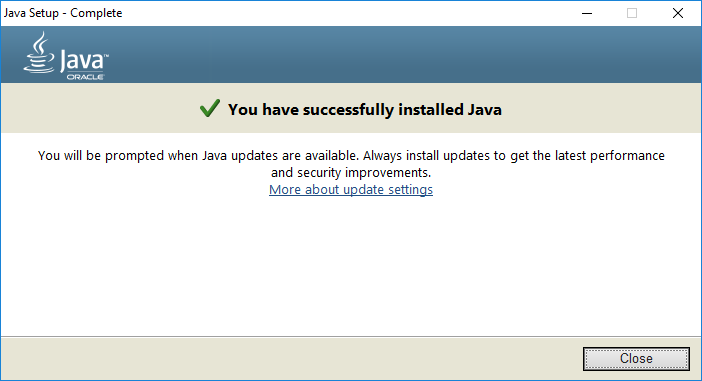 Java Setup - Complete
Java™
ORACLE
You have successfully installed Java
You will be prompted when Java updates are available. Always install updates to get the latest performance
and security improvements.
More about update settings
Close